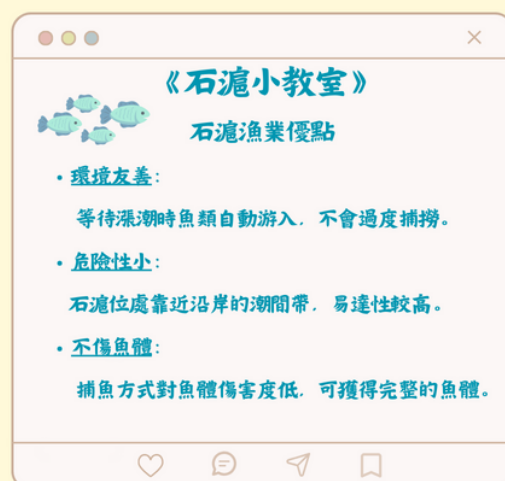 《石滬小教室》
石滬漁業優點
• 環境友善:
等待漲潮時魚類自動游入, 不會過度捕撈。
• 危險性小:
石滬位處靠近沿岸的潮間帶, 易達性較高。
• 不傷魚體:
捕魚方式對魚體傷害度低, 可獲得完整的魚體。